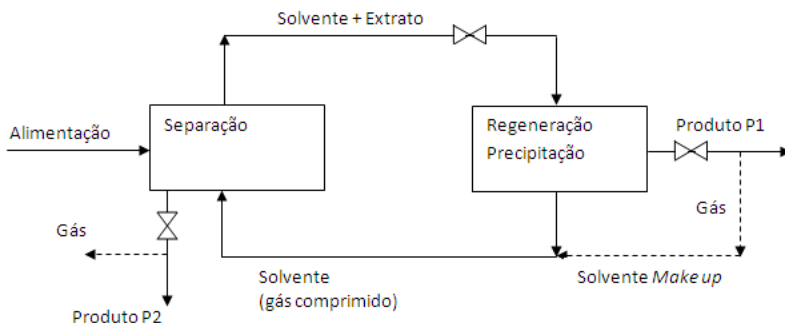 Solvente + Extrato
Alimentação
Separação
Regeneração
Precipitação
Produto P1
Gás
Gás
Solvente
(gás comprimido)
Solvente Make up
Produto P2